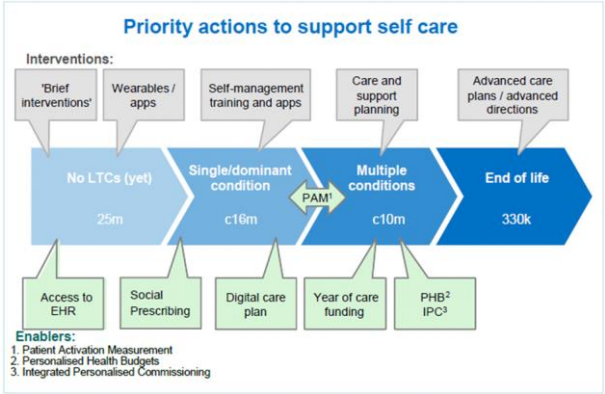 Priority actions to support self care
Interventions:
'Brief
interventions'
Wearables /
apps
Self-management
training and apps
Care and
support
planning
Advanced care
plans / advanced
directions
No LTCs (yet)
25m
Single/dominant
condition
c16m
PAM¹
Multiple
conditions
c10m
End of life
330k
Access to
EHR
Social
Prescribing
Digital care
plan
Year of care
funding
PHB²
IPC³
Enablers:
1. Patient Activation Measurement
2. Personalised Health Budgets
3. Integrated Personalised Commissioning